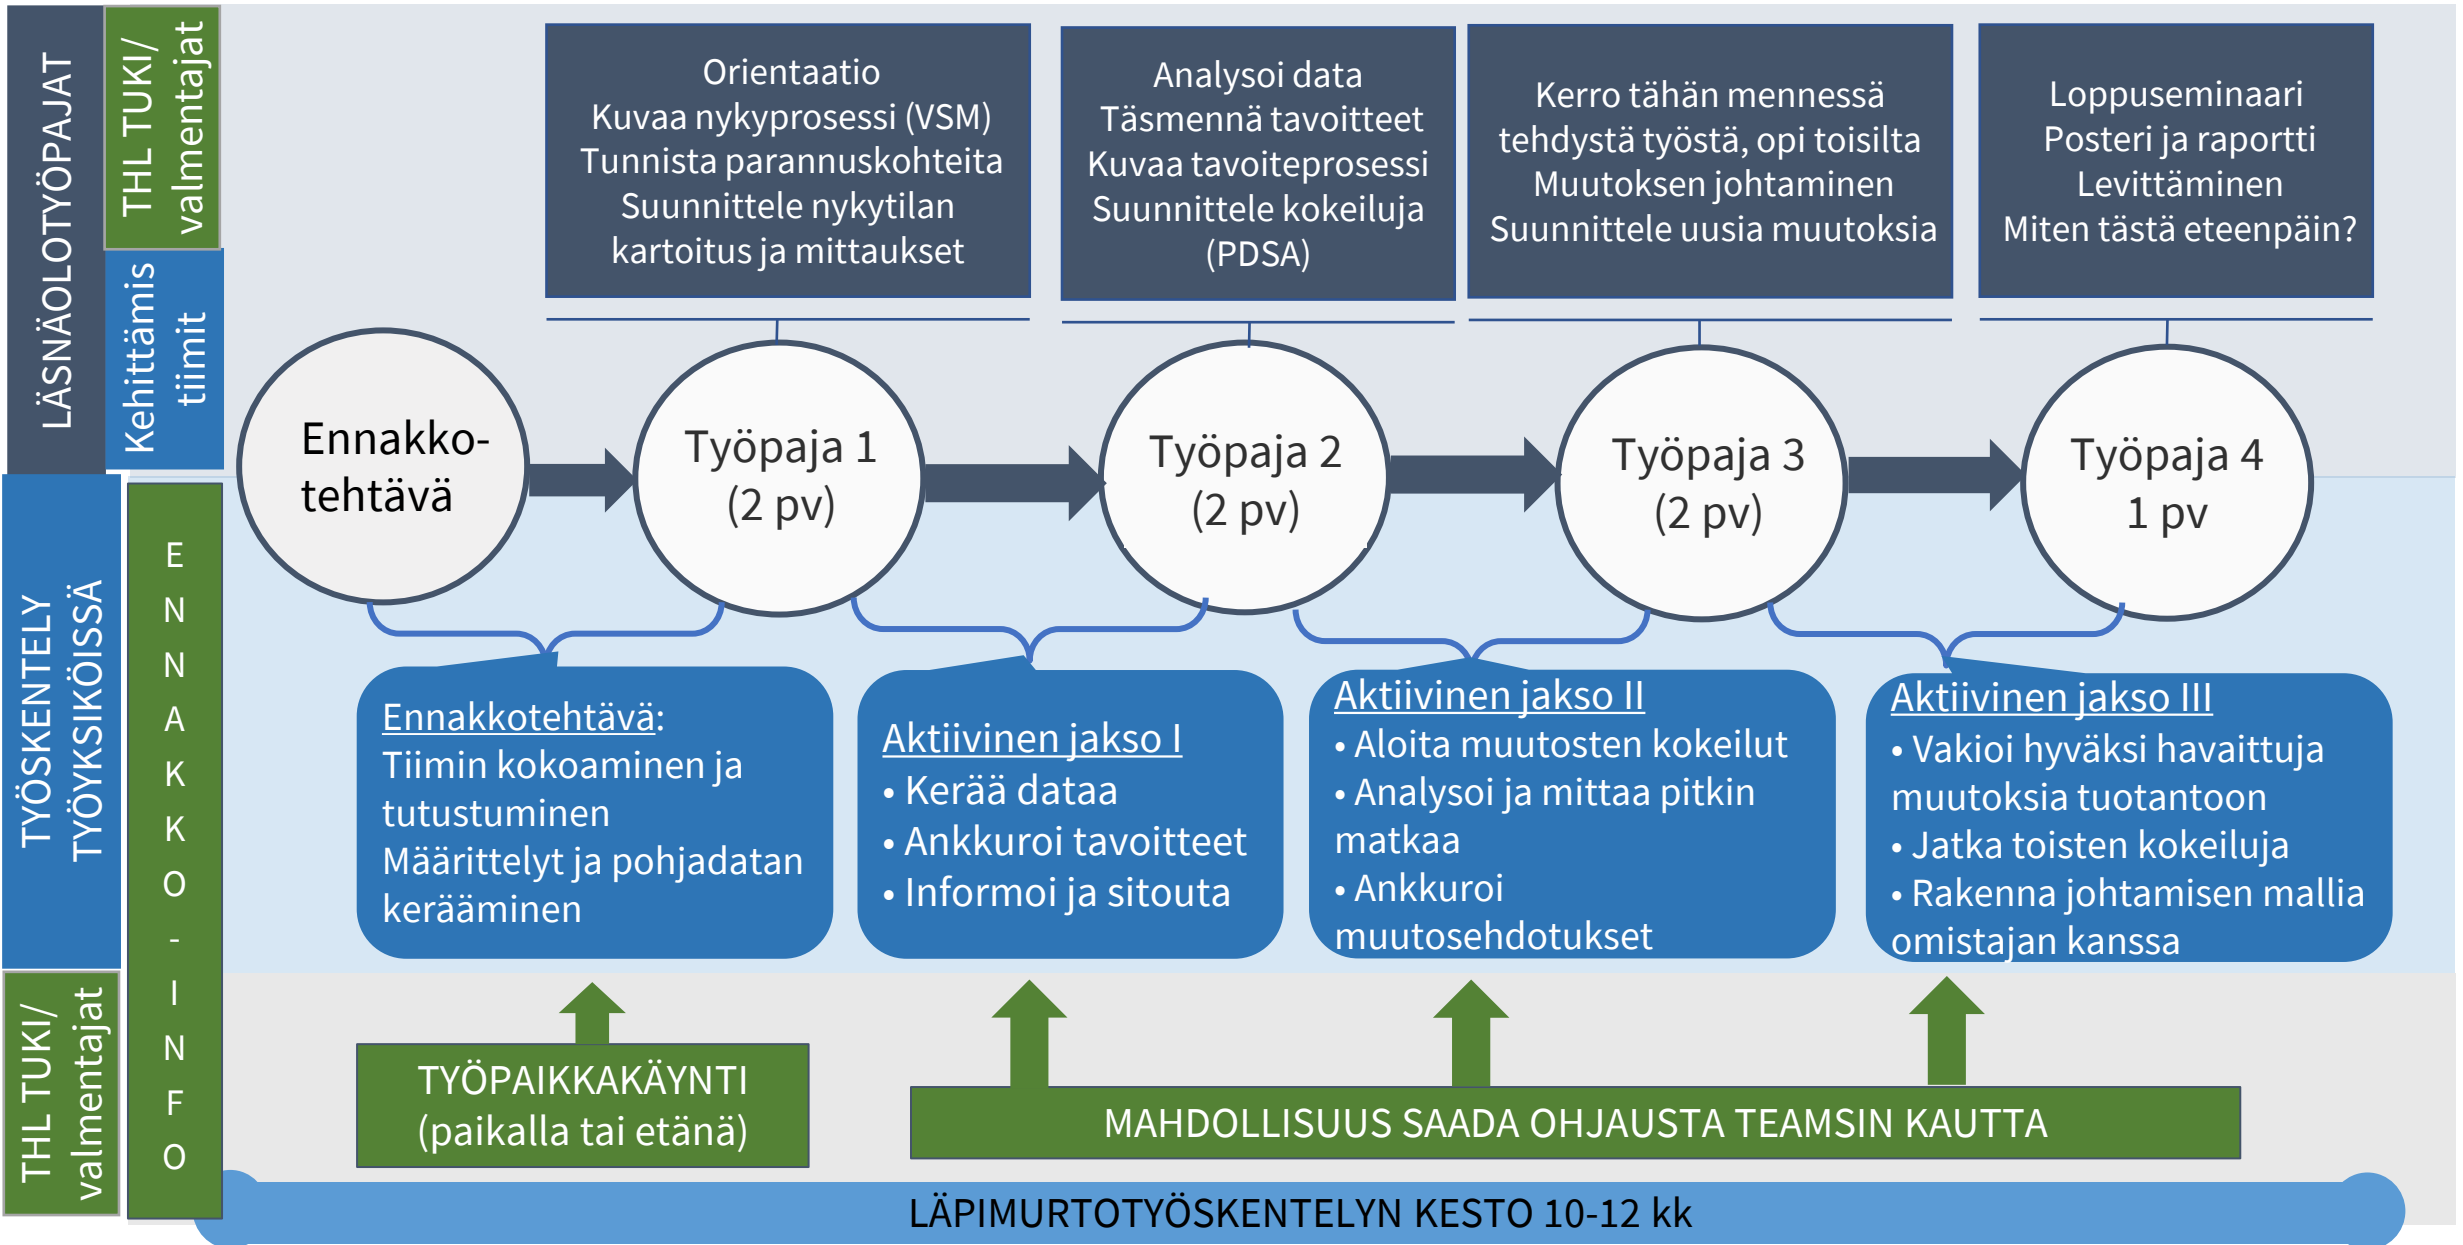 LÄSNÄOLOTYÖPAJAT
THL TUKI/
valmentajat
Kehittämis
tiimit
Orientaatio
Kuvaa nykyprosessi (VSM)
Tunnista parannuskohteita
Suunnittele nykytilan
kartoitus ja mittaukset
Analysoi data
Täsmennä tavoitteet
Kuvaa tavoiteprosessi
Suunnittele kokeiluja
(PDSA)
Kerro tähän mennessä
tehdystä työstä, opi toisilta
Muutoksen johtaminen
Suunnittele uusia muutoksia
Loppuseminaari
Posteri ja raportti
Levittäminen
Miten tästä eteenpäin?
Ennakko-
tehtävä
Työpaja 1
(2 pv)
Työpaja 2
(2 pv)
Työpaja 3
(2 pv)
Työpaja 4
1 pv
TYÖSKENTELY
TYÖYKSIKÖISSÄ
E
N
N
A
K
K
O
-
I
N
F
O
Ennakkotehtävä:
Tiimin kokoaminen ja
tutustuminen
Määrittelyt ja pohjadatan
kerääminen
Aktiivinen jakso I
• Kerää dataa
• Ankkuroi tavoitteet
• Informoi ja sitouta
Aktiivinen jakso II
• Aloita muutosten kokeilut
• Analysoi ja mittaa pitkin
matkaa
• Ankkuroi
muutosehdotukset
Aktiivinen jakso III
• Vakioi hyväksi havaittuja
muutoksia tuotantoon
• Jatka toisten kokeiluja
• Rakenna johtamisen mallia
omistajan kanssa
THL TUKI/
valmentajat
TYÖPAIKKAKÄYNTI
(paikalla tai etänä)
MAHDOLLISUUS SAADA OHJAUSTA TEAMSIN KAUTTA
LÄPIMURTOTYÖSKENTELYN KESTO 10-12 kk